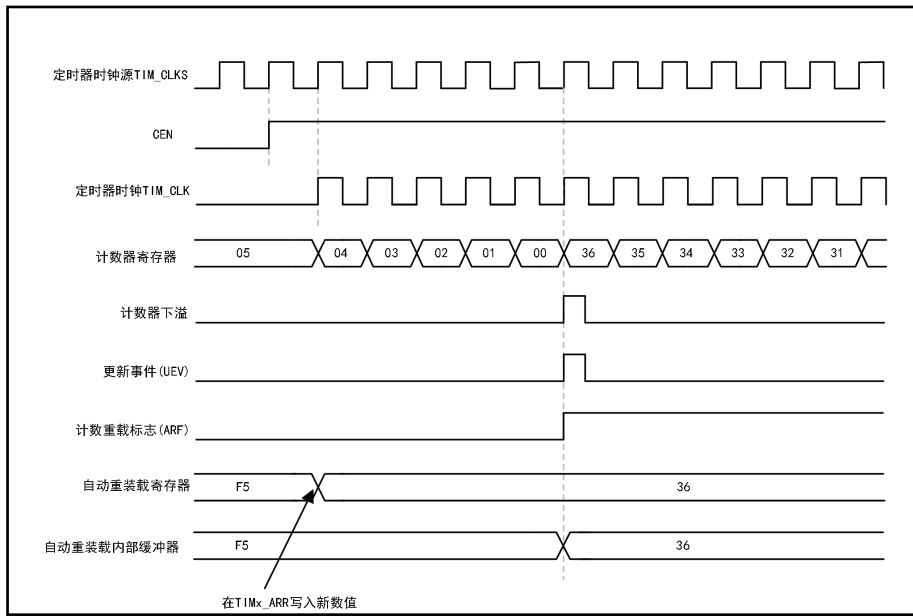 定时器时钟源TIM_CLKS
CEN
定时器时钟TIM_CLK
计数器寄存器 05 04 03 02 01 00 36 35 34 33 32 31
计数器下溢
更新事件(UEV)
计数重载标志(ARF)
自动重装载寄存器 F5 36
自动重装载内部缓冲器 F5 36
在TIMx_ARR写入新数值